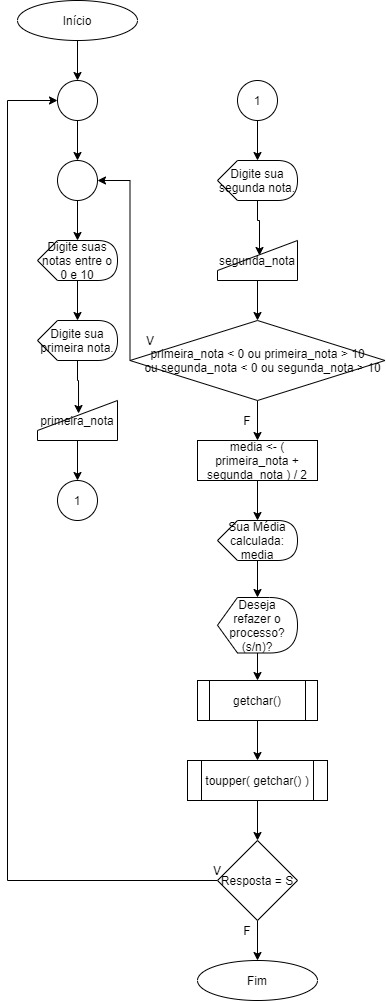 Início
Digite suas
notas entre o
0 e 10
Digite sua
primeira nota.
primeira_nota
1
1
Digite sua
segunda nota.
segunda_nota
V
primeira_nota < 0 ou primeira_nota > 10
ou segunda_nota < 0 ou segunda_nota > 10
F
media <- (
primeira_nota +
segunda_nota ) / 2
Sua Média
calculada:
media
Deseja
refazer o
processo?
(s/n)?
getchar()
toupper( getchar() )
V
Resposta = S
F
Fim